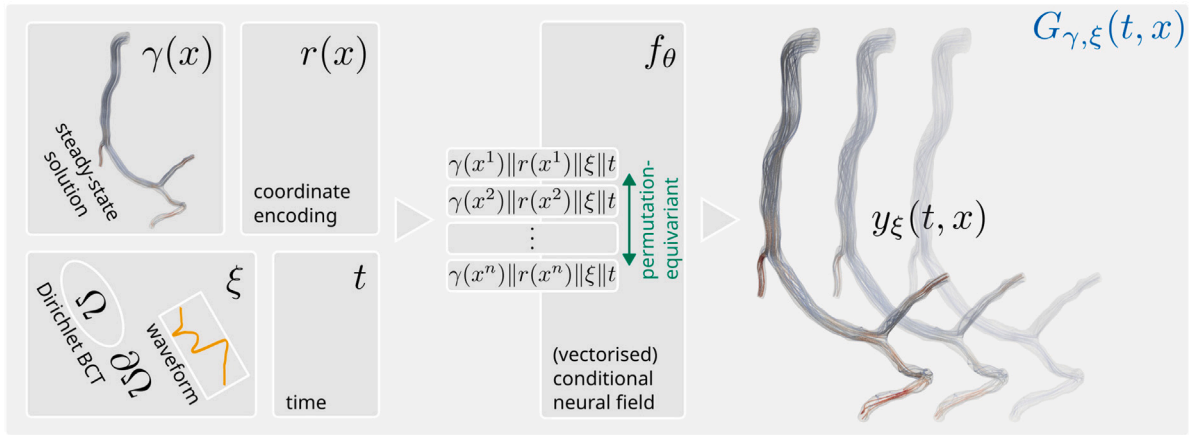 γ(x)
steady-state
solution
r(x)
coordinate
encoding
Dirichlet BCT
Ω
∂Ω
waveform
ξ
t
time
f_θ
γ(x¹)‖r(x¹)‖ξ‖t
γ(x²)‖r(x²)‖ξ‖t
⋮
γ(xⁿ)‖r(xⁿ)‖ξ‖t
permutation-
equivariant
(vectorised)
conditional
neural field
G_{γ,ξ}(t, x)
y_ξ(t, x)